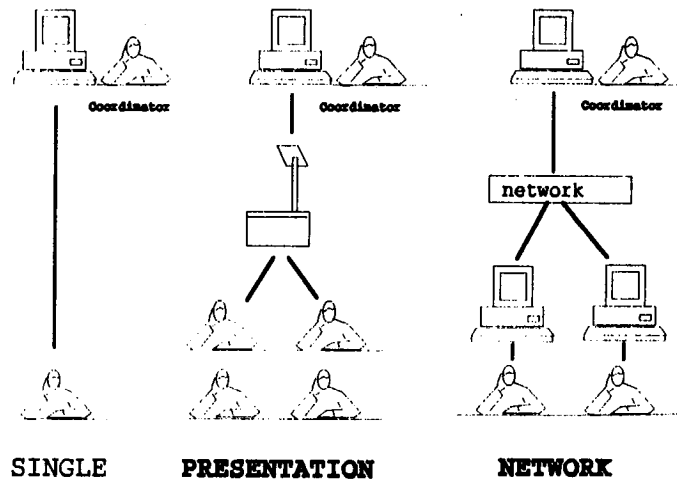 Coordinator
Coordinator
Coordinator
network
SINGLE
PRESENTATION
NETWORK